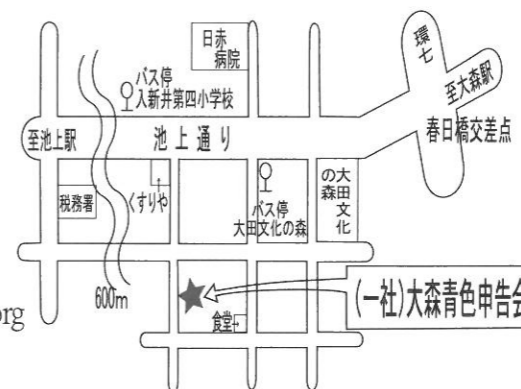 日赤
病院
環七
至大森駅
バス停
入新井第四小学校
至池上駅
池上通り
春日橋交差点
税務署
くすりや
バス停
大田文化の森
大田文化
の森
600m
食堂
(一社)大森青色申告会
org